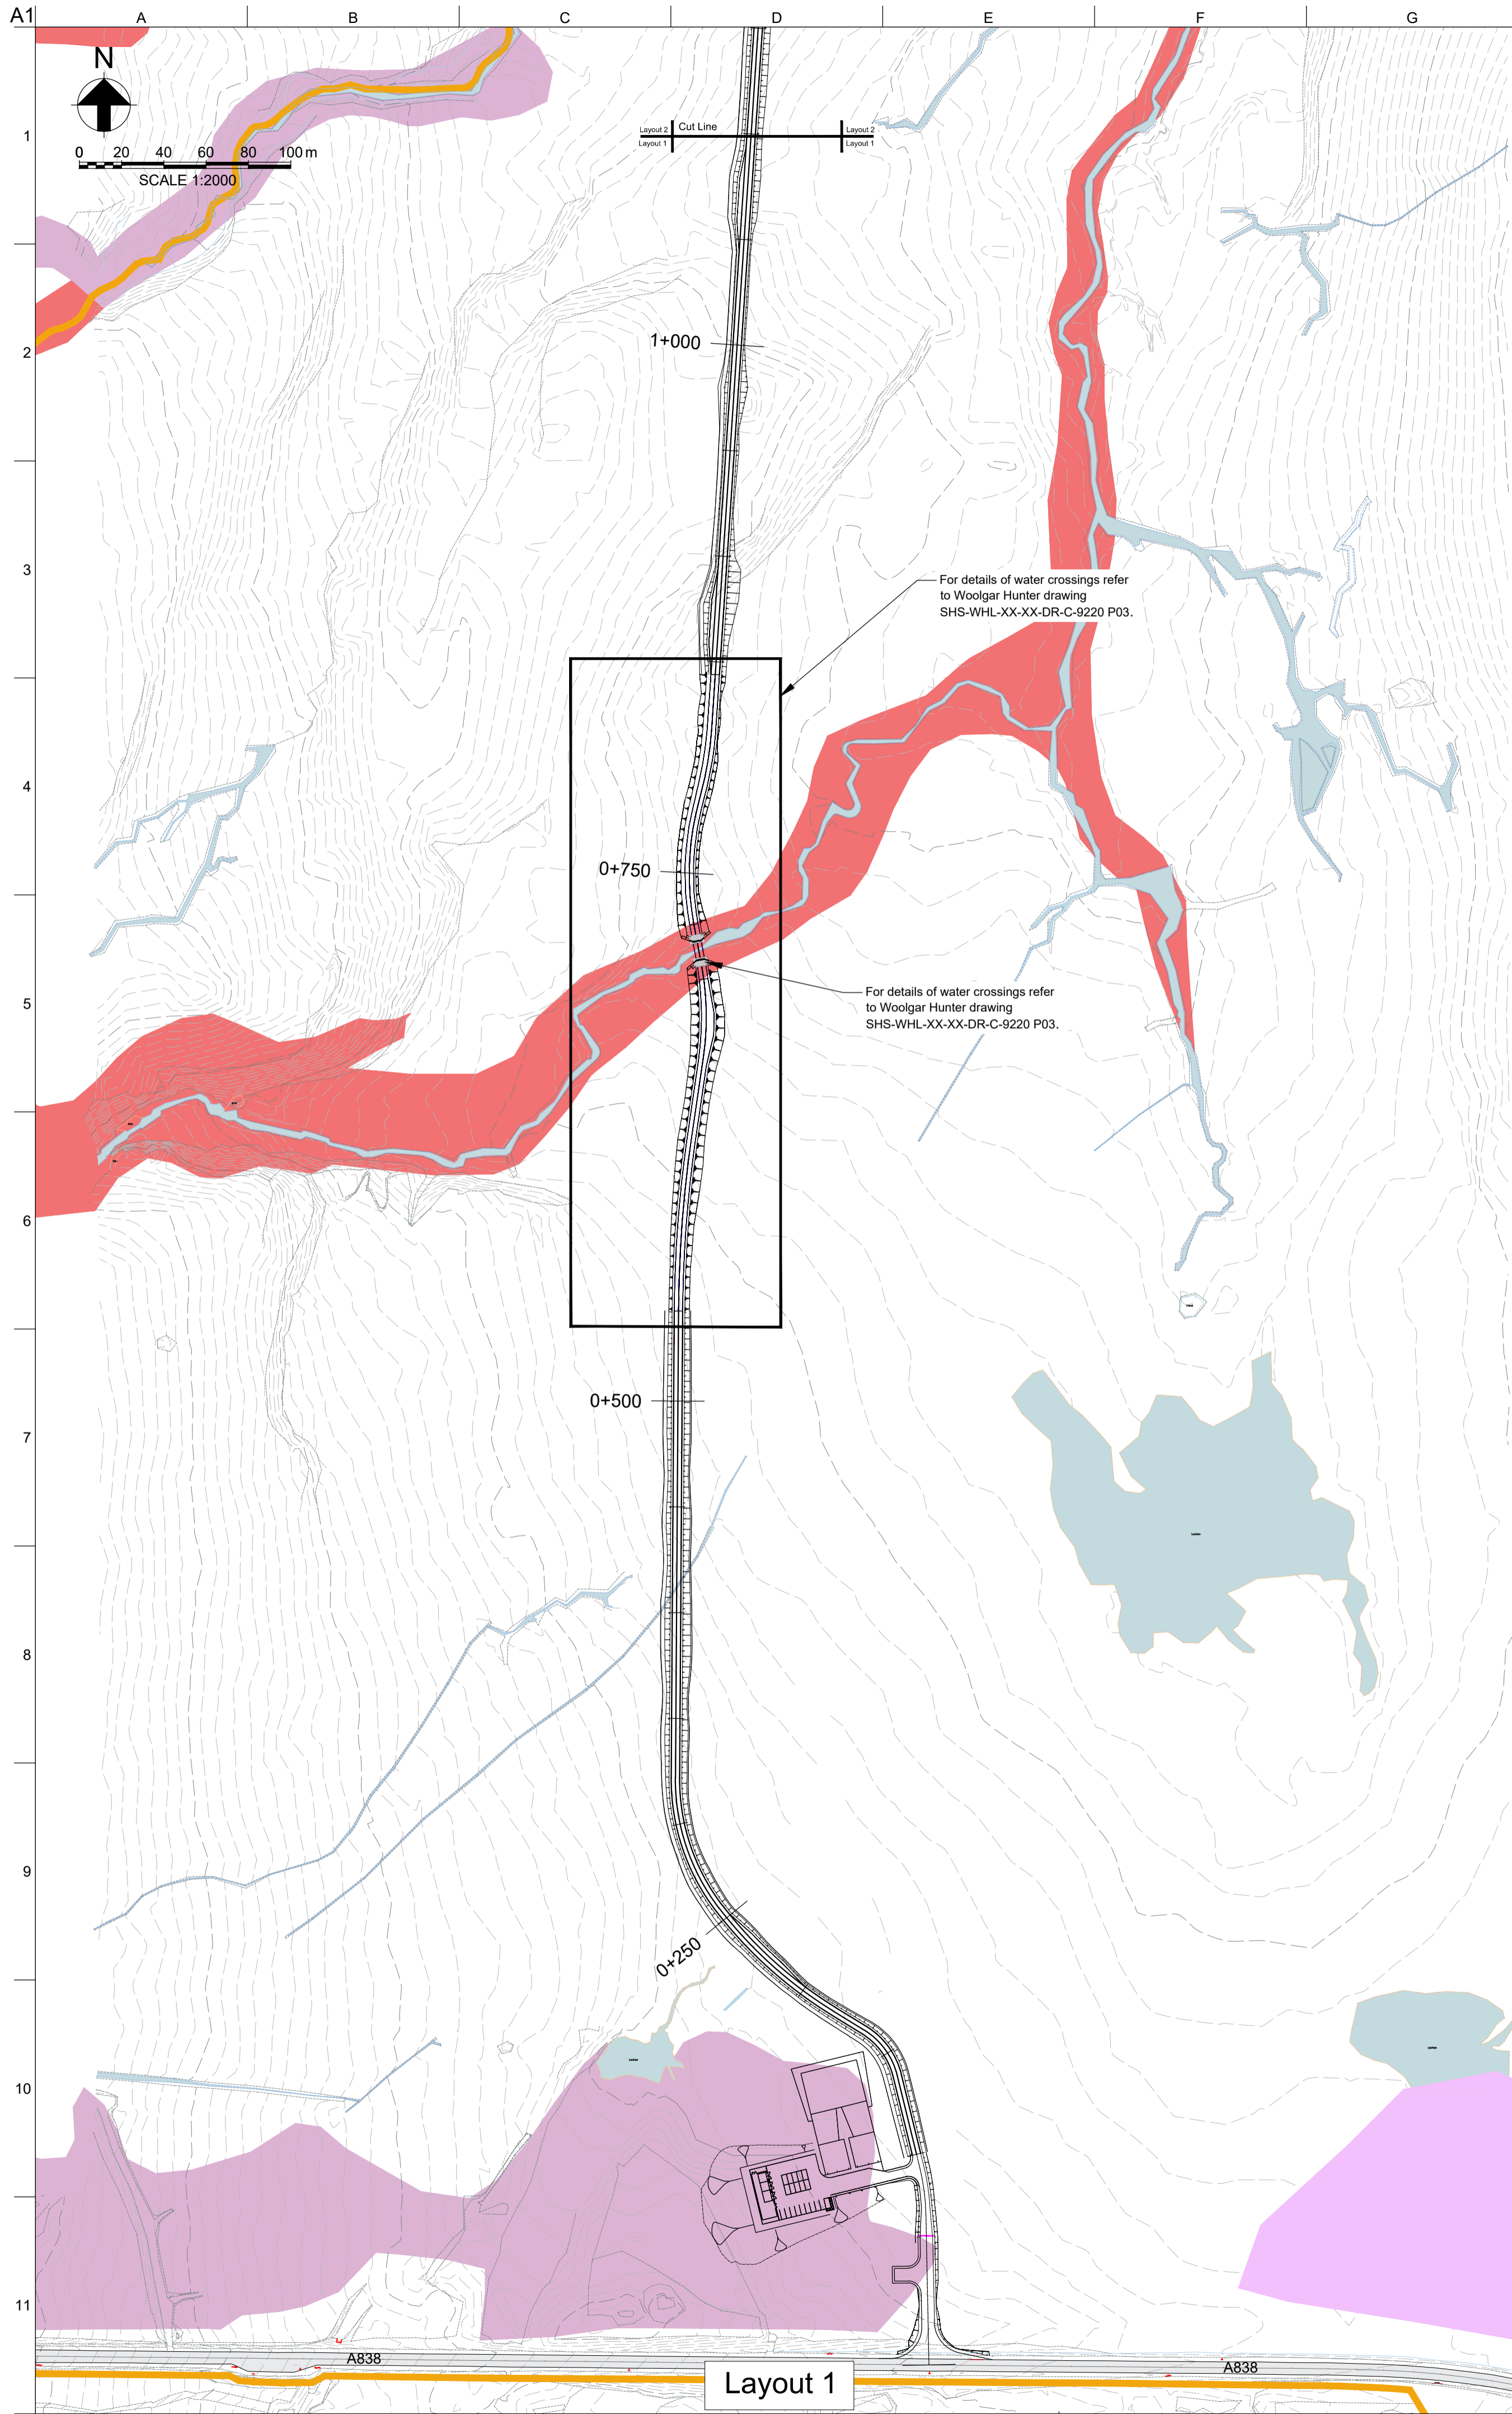 A1
A B C D E F G
N
0 20 40 60 80 100 m
SCALE 1:2000
1
Layout 2 Cut Line Layout 2
Layout 1 Layout 1
2
1+000
3
For details of water crossings refer
to Woolgar Hunter drawing
SHS-WHL-XX-XX-DR-C-9220 P03.
4
0+750
5
For details of water crossings refer
to Woolgar Hunter drawing
SHS-WHL-XX-XX-DR-C-9220 P03.
6
7
0+500
8
9
0+250
10
11
A838
A838
Layout 1